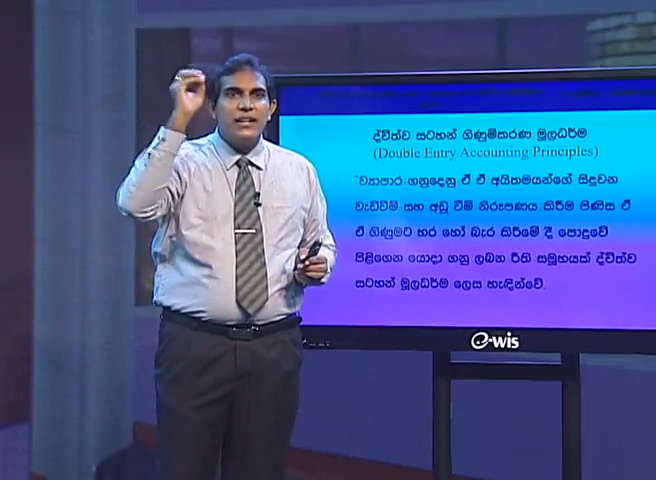 ද්විත්ව සටහන් ගිණුම්කරණ මූලධර්ම
(Double Entry Accounting Principles)
"ව්‍යාපාර ගනුදෙනු ඒ ඒ අයිතමයන්ගේ සිදුවන
වැඩිවීම් සහ අඩු වීම් නිරූපණය කිරීම පිණිස ඒ
ඒ ගිණුමට හර හෝ බැර කිරීමේ දී පොදුවේ
පිළිගෙන යොදා ගනු ලබන රීති සමූහයක් ද්විත්ව
සටහන් මූලධර්ම ලෙස හැඳින්වේ.
e-wis